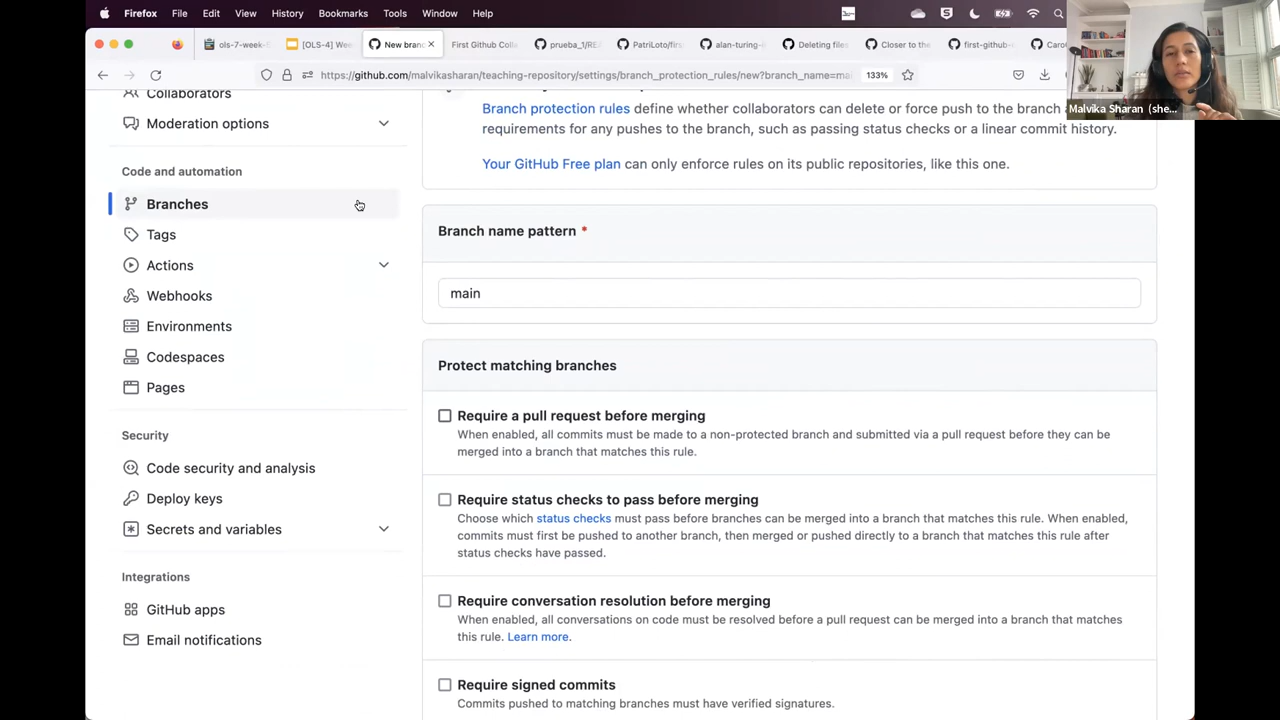 Firefox File Edit View History Bookmarks Tools Window Help
ols-7-week- [OLS-4] Wee New bran First Github Coll prueba_1/RE PatriLoto/firs alan-turing-i Deleting files Closer to the first-github- Caro
https://github.com/malvikasharan/teaching-repository/settings/branch_protection_rules/new?branch_name=ma 133%
Malvika Sharan (she...
Collaborators
Moderation options
Code and automation
Branches
Tags
Actions
Webhooks
Environments
Codespaces
Pages
Security
Code security and analysis
Deploy keys
Secrets and variables
Integrations
GitHub apps
Email notifications
Branch protection rules define whether collaborators can delete or force push to the branch
requirements for any pushes to the branch, such as passing status checks or a linear commit history.
Your GitHub Free plan can only enforce rules on its public repositories, like this one.
Branch name pattern *
main
Protect matching branches
Require a pull request before merging
When enabled, all commits must be made to a non-protected branch and submitted via a pull request before they can be
merged into a branch that matches this rule.
Require status checks to pass before merging
Choose which status checks must pass before branches can be merged into a branch that matches this rule. When enabled,
commits must first be pushed to another branch, then merged or pushed directly to a branch that matches this rule after
status checks have passed.
Require conversation resolution before merging
When enabled, all conversations on code must be resolved before a pull request can be merged into a branch that matches
this rule. Learn more.
Require signed commits
Commits pushed to matching branches must have verified signatures.